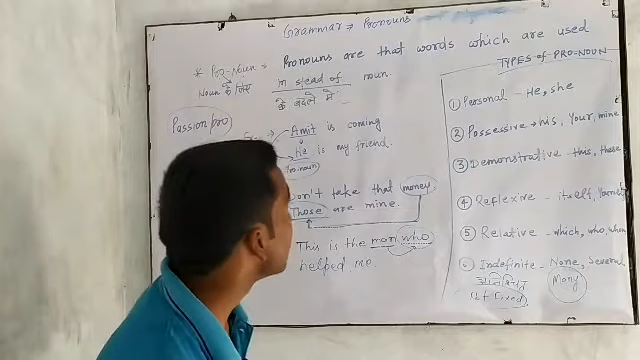 Grammar ⇒ Pronouns
* Pro-Noun = Pronouns are that words which are used
Noun के लिए in stead of noun.
के बदले में
Passion pro
Amit is coming
He is my friend.
Pronoun
Don't take that money
Those are mine.
This is the man who
helped me.
TYPES of PRO-NOUN
① Personal - He, she
② Possessive → his, Your, mine
③ Demonstrative - this, these
④ Reflexive - itself,
⑤ Relative - which, who, whom
⑥ Indefinite - None, Several
अनिश्चित Many